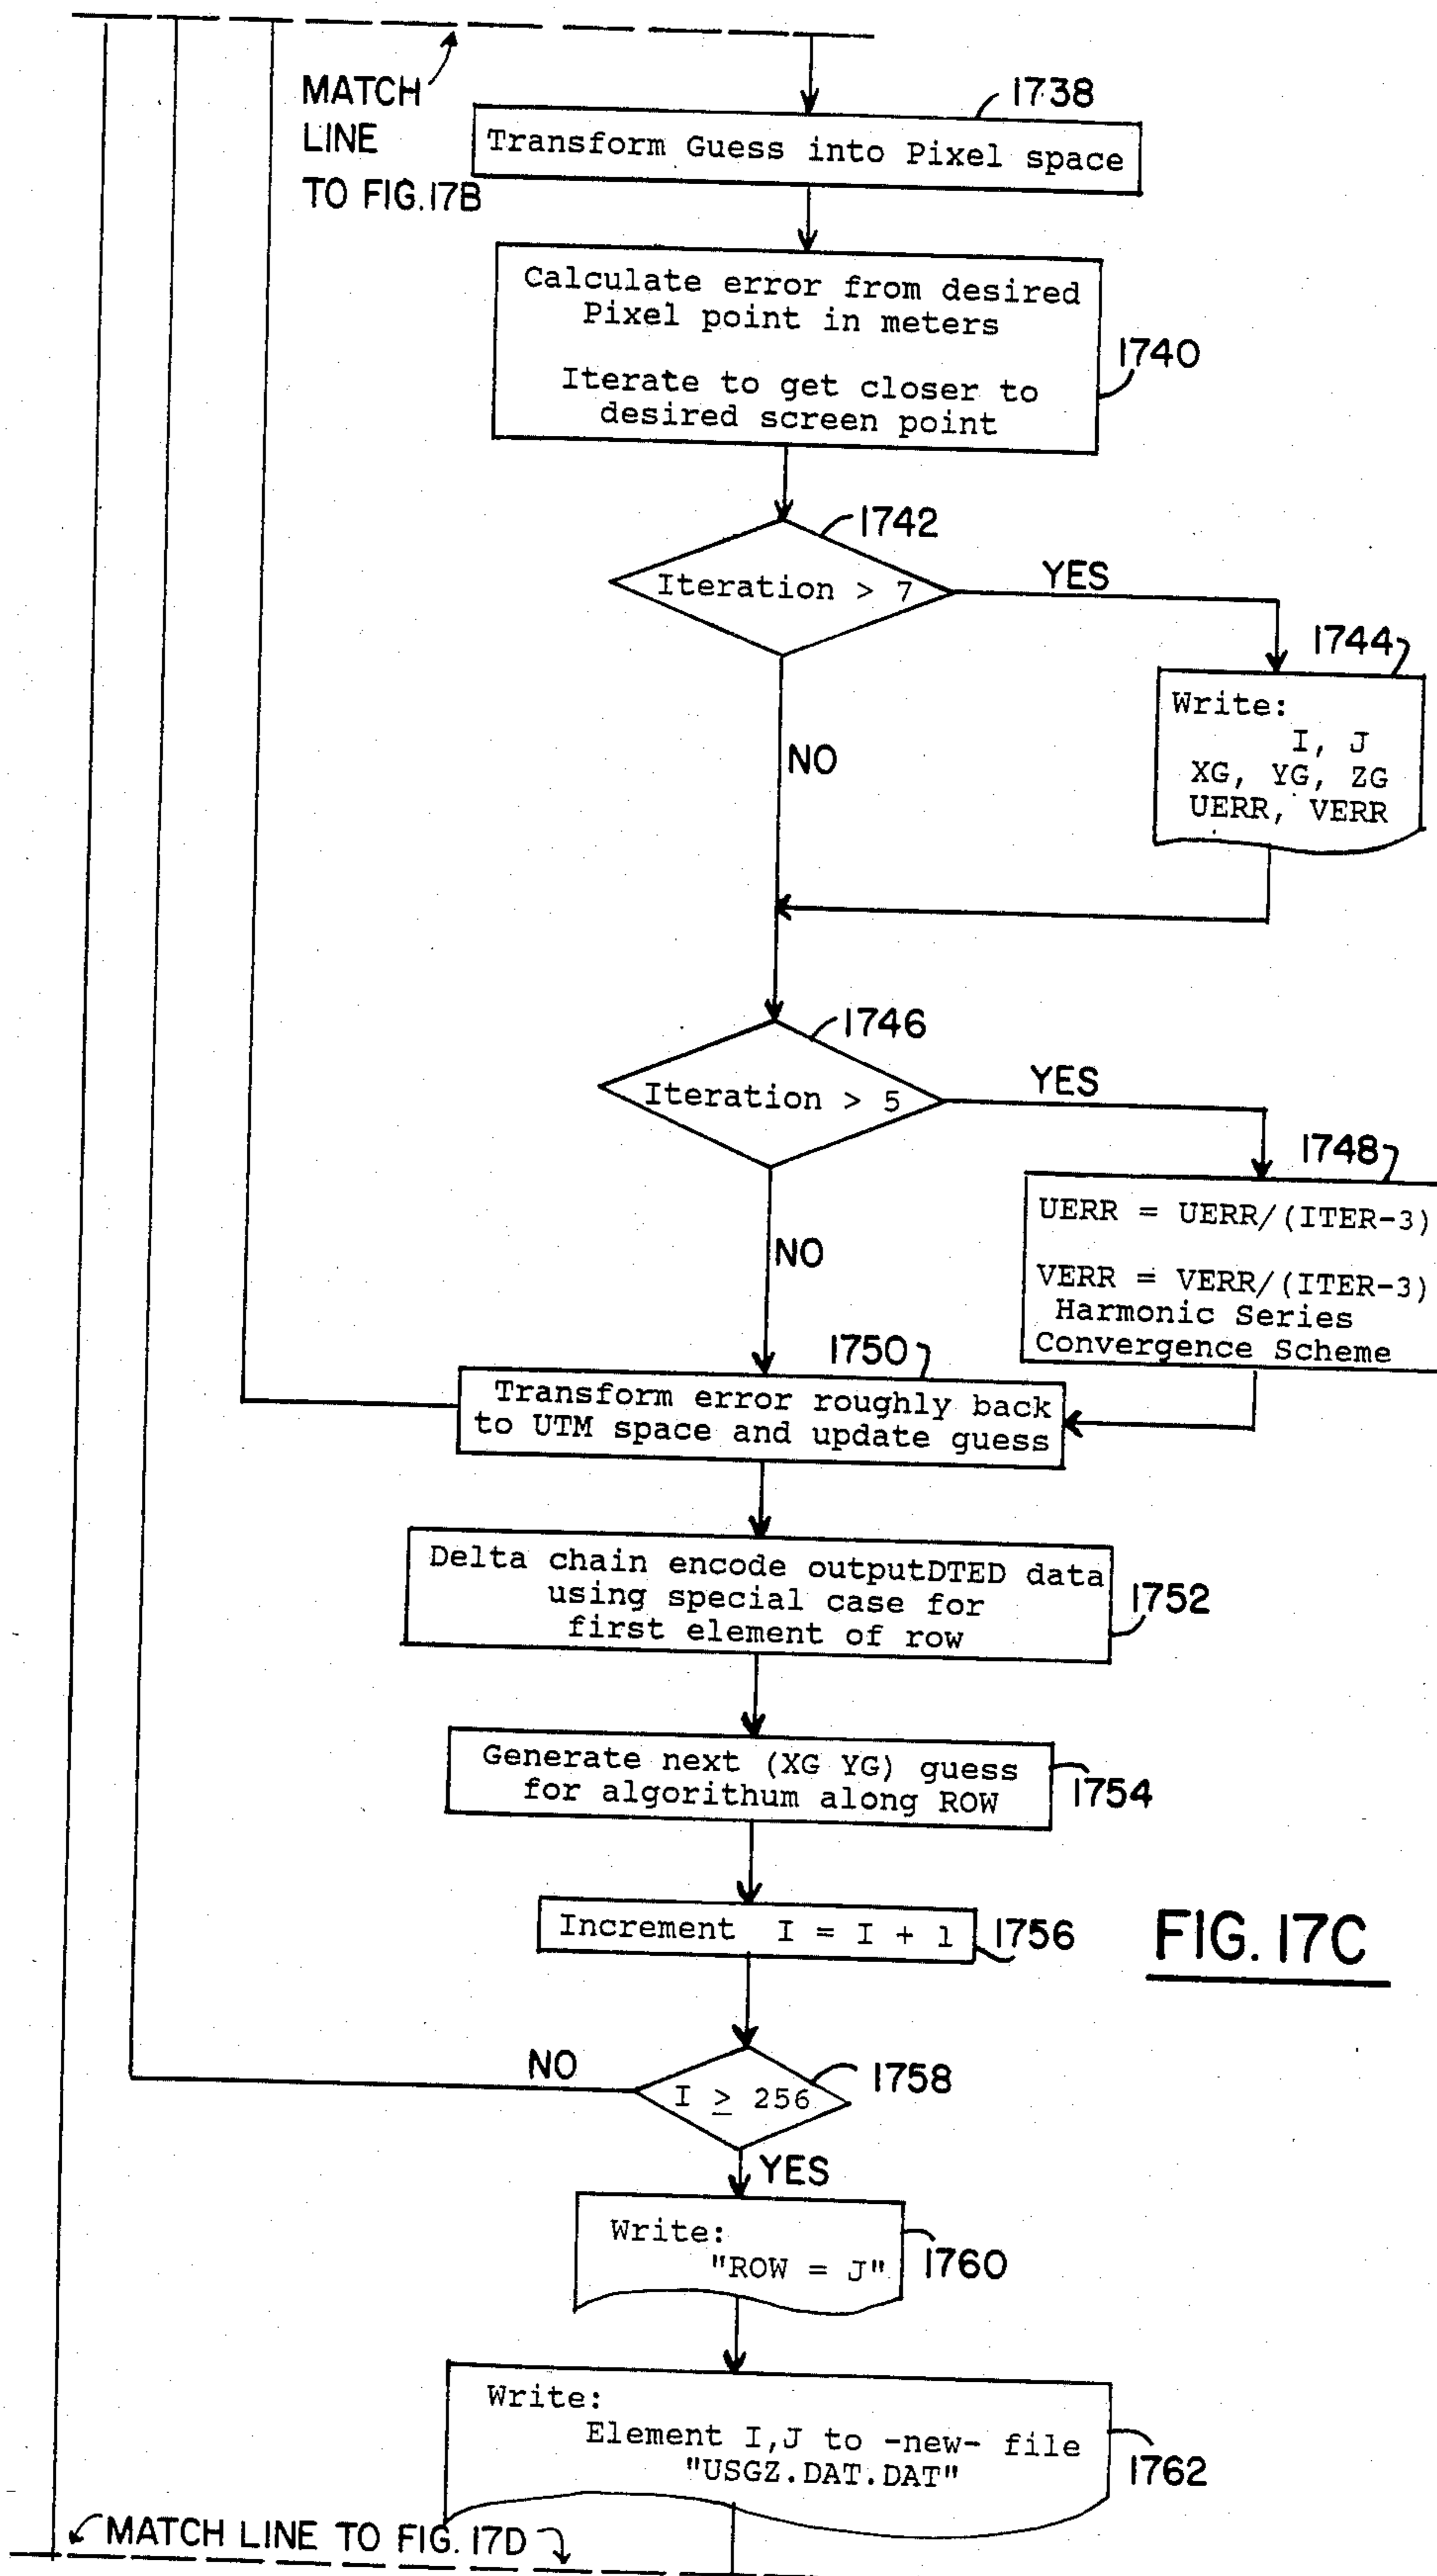 MATCH
LINE
TO FIG.17B
1738
Transform Guess into Pixel space
Calculate error from desired
Pixel point in meters
Iterate to get closer to
desired screen point
1740
1742
Iteration > 7
YES
1744
Write:
I, J
XG, YG, ZG
UERR, VERR
NO
1746
Iteration > 5
YES
1748
UERR = UERR/(ITER-3)
VERR = VERR/(ITER-3)
Harmonic Series
Convergence Scheme
NO
1750
Transform error roughly back
to UTM space and update guess
Delta chain encode outputDTED data
using special case for
first element of row
1752
Generate next (XG YG) guess
for algorithum along ROW
1754
Increment I = I + 1
1756
FIG. 17C
NO
1758
I ≥ 256
YES
Write:
"ROW = J"
1760
Write:
Element I,J to -new- file
"USGZ.DAT.DAT"
1762
MATCH LINE TO FIG. 17D